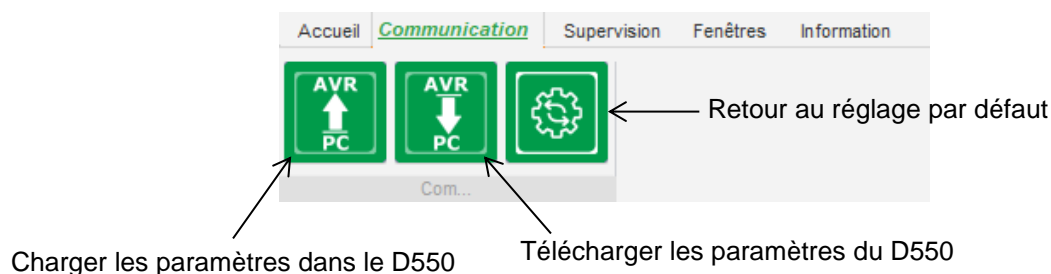 Accueil Communication Supervision Fenêtres Information
AVR AVR
PC PC
Retour au réglage par défaut
Com...
Charger les paramètres dans le D550
Télécharger les paramètres du D550